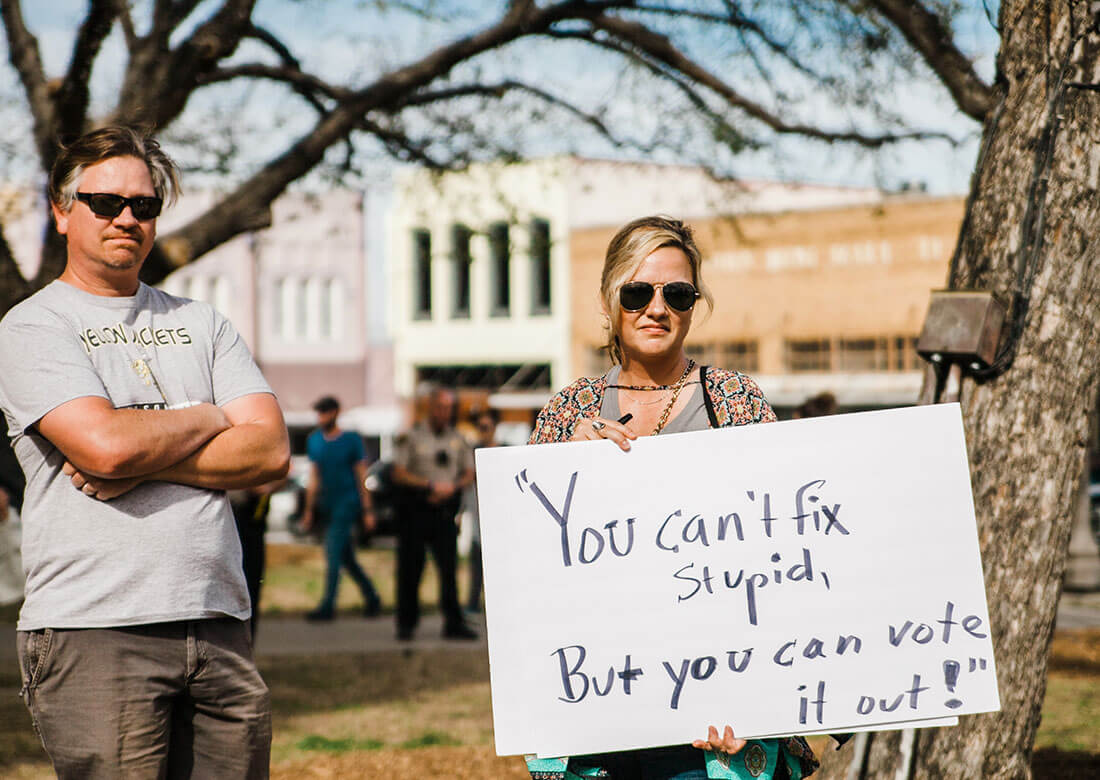 YELLOW JACKETS
"You can't fix
stupid,
But you can vote
it out!"